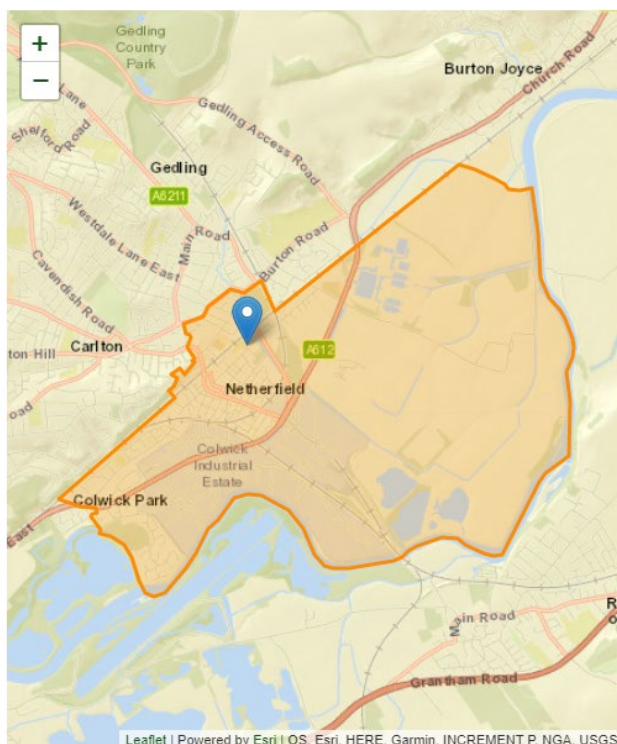 +
−
Gedling
Country
Park
Burton Joyce
Church Road
Lane
Gedling Access Road
Shelford Road
Gedling
A6211
Westdale Lane East
Main Road
Burton Road
Cavendish Road
Carlton
ton Hill
A612
oad
Netherfield
Colwick
Industrial
Estate
Colwick Park
East
Main Road
R
o
Grantham Road
Leaflet | Powered by Esri | OS, Esri, HERE, Garmin, INCREMENT P, NGA, USGS